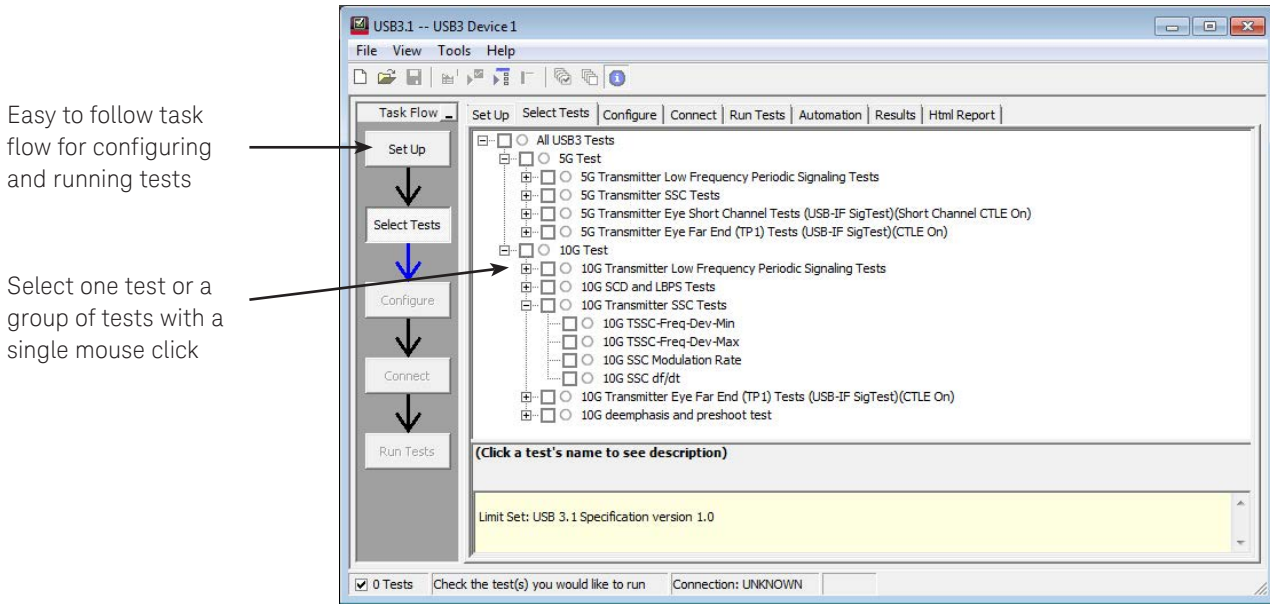 Easy to follow task
flow for configuring
and running tests
Select one test or a
group of tests with a
single mouse click
USB3.1 -- USB3 Device 1
File View Tools Help
Task Flow _
Set Up
Select Tests
Configure
Connect
Run Tests
Set Up Select Tests Configure Connect Run Tests Automation Results Html Report
All USB3 Tests
5G Test
5G Transmitter Low Frequency Periodic Signaling Tests
5G Transmitter SSC Tests
5G Transmitter Eye Short Channel Tests (USB-IF SigTest)(Short Channel CTLE On)
5G Transmitter Eye Far End (TP1) Tests (USB-IF SigTest)(CTLE On)
10G Test
10G Transmitter Low Frequency Periodic Signaling Tests
10G SCD and LBPS Tests
10G Transmitter SSC Tests
10G TSSC-Freq-Dev-Min
10G TSSC-Freq-Dev-Max
10G SSC Modulation Rate
10G SSC df/dt
10G Transmitter Eye Far End (TP1) Tests (USB-IF SigTest)(CTLE On)
10G deemphasis and preshoot test
(Click a test's name to see description)
Limit Set: USB 3.1 Specification version 1.0
0 Tests Check the test(s) you would like to run Connection: UNKNOWN